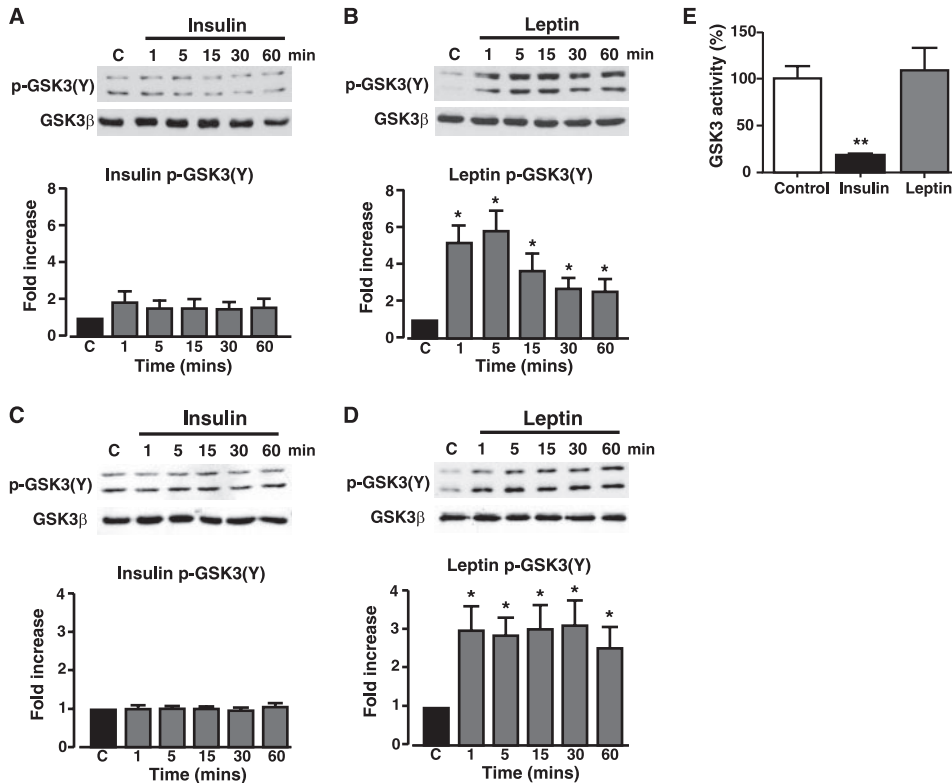 A
Insulin
C 1 5 15 30 60 min
p-GSK3(Y)
GSK3β
Insulin p-GSK3(Y)
Fold increase
8
6
4
2
0
C 1 5 15 30 60
Time (mins)
B
Leptin
C 1 5 15 30 60 min
p-GSK3(Y)
GSK3β
Leptin p-GSK3(Y)
Fold increase
8
6
4
2
0
* * * * *
C 1 5 15 30 60
Time (mins)
E
GSK3 activity (%)
150
100
50
0
**
Control Insulin Leptin
C
Insulin
C 1 5 15 30 60 min
p-GSK3(Y)
GSK3β
Insulin p-GSK3(Y)
Fold increase
4
3
2
1
0
C 1 5 15 30 60
Time (mins)
D
Leptin
C 1 5 15 30 60 min
p-GSK3(Y)
GSK3β
Leptin p-GSK3(Y)
Fold increase
4
3
2
1
0
* * * * *
C 1 5 15 30 60
Time (mins)